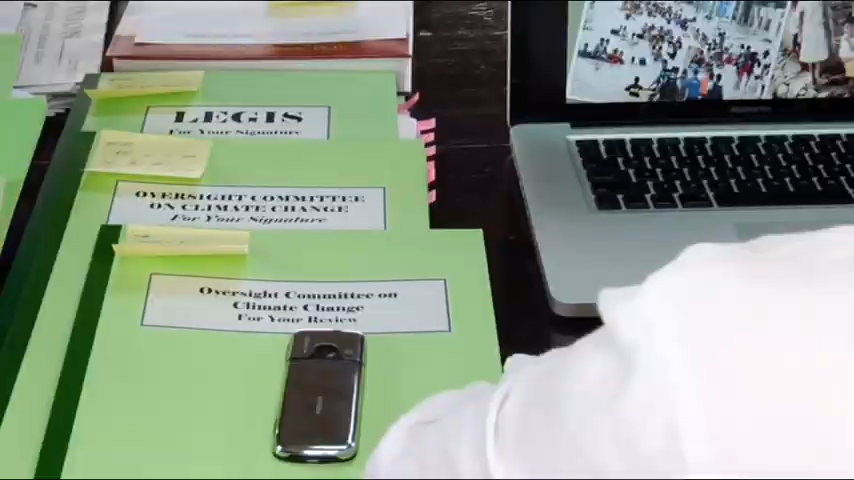 LEGIS
For Your Signature
OVERSIGHT COMMITTEE
ON CLIMATE CHANGE
For Your Signature
Oversight Committee on
Climate Change
For Your Review